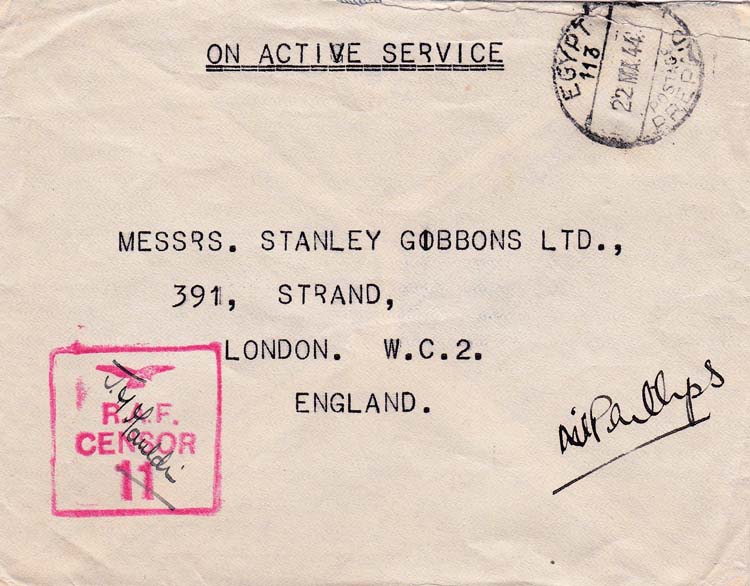 ON ACTIVE SERVICE
EGYPT
113
22 MA 44
POSTAGE
PREPAID
MESSRS. STANLEY GIBBONS LTD.,
391, STRAND,
LONDON. W.C.2.
ENGLAND.
R.A.F.
CENSOR
11
Phillips